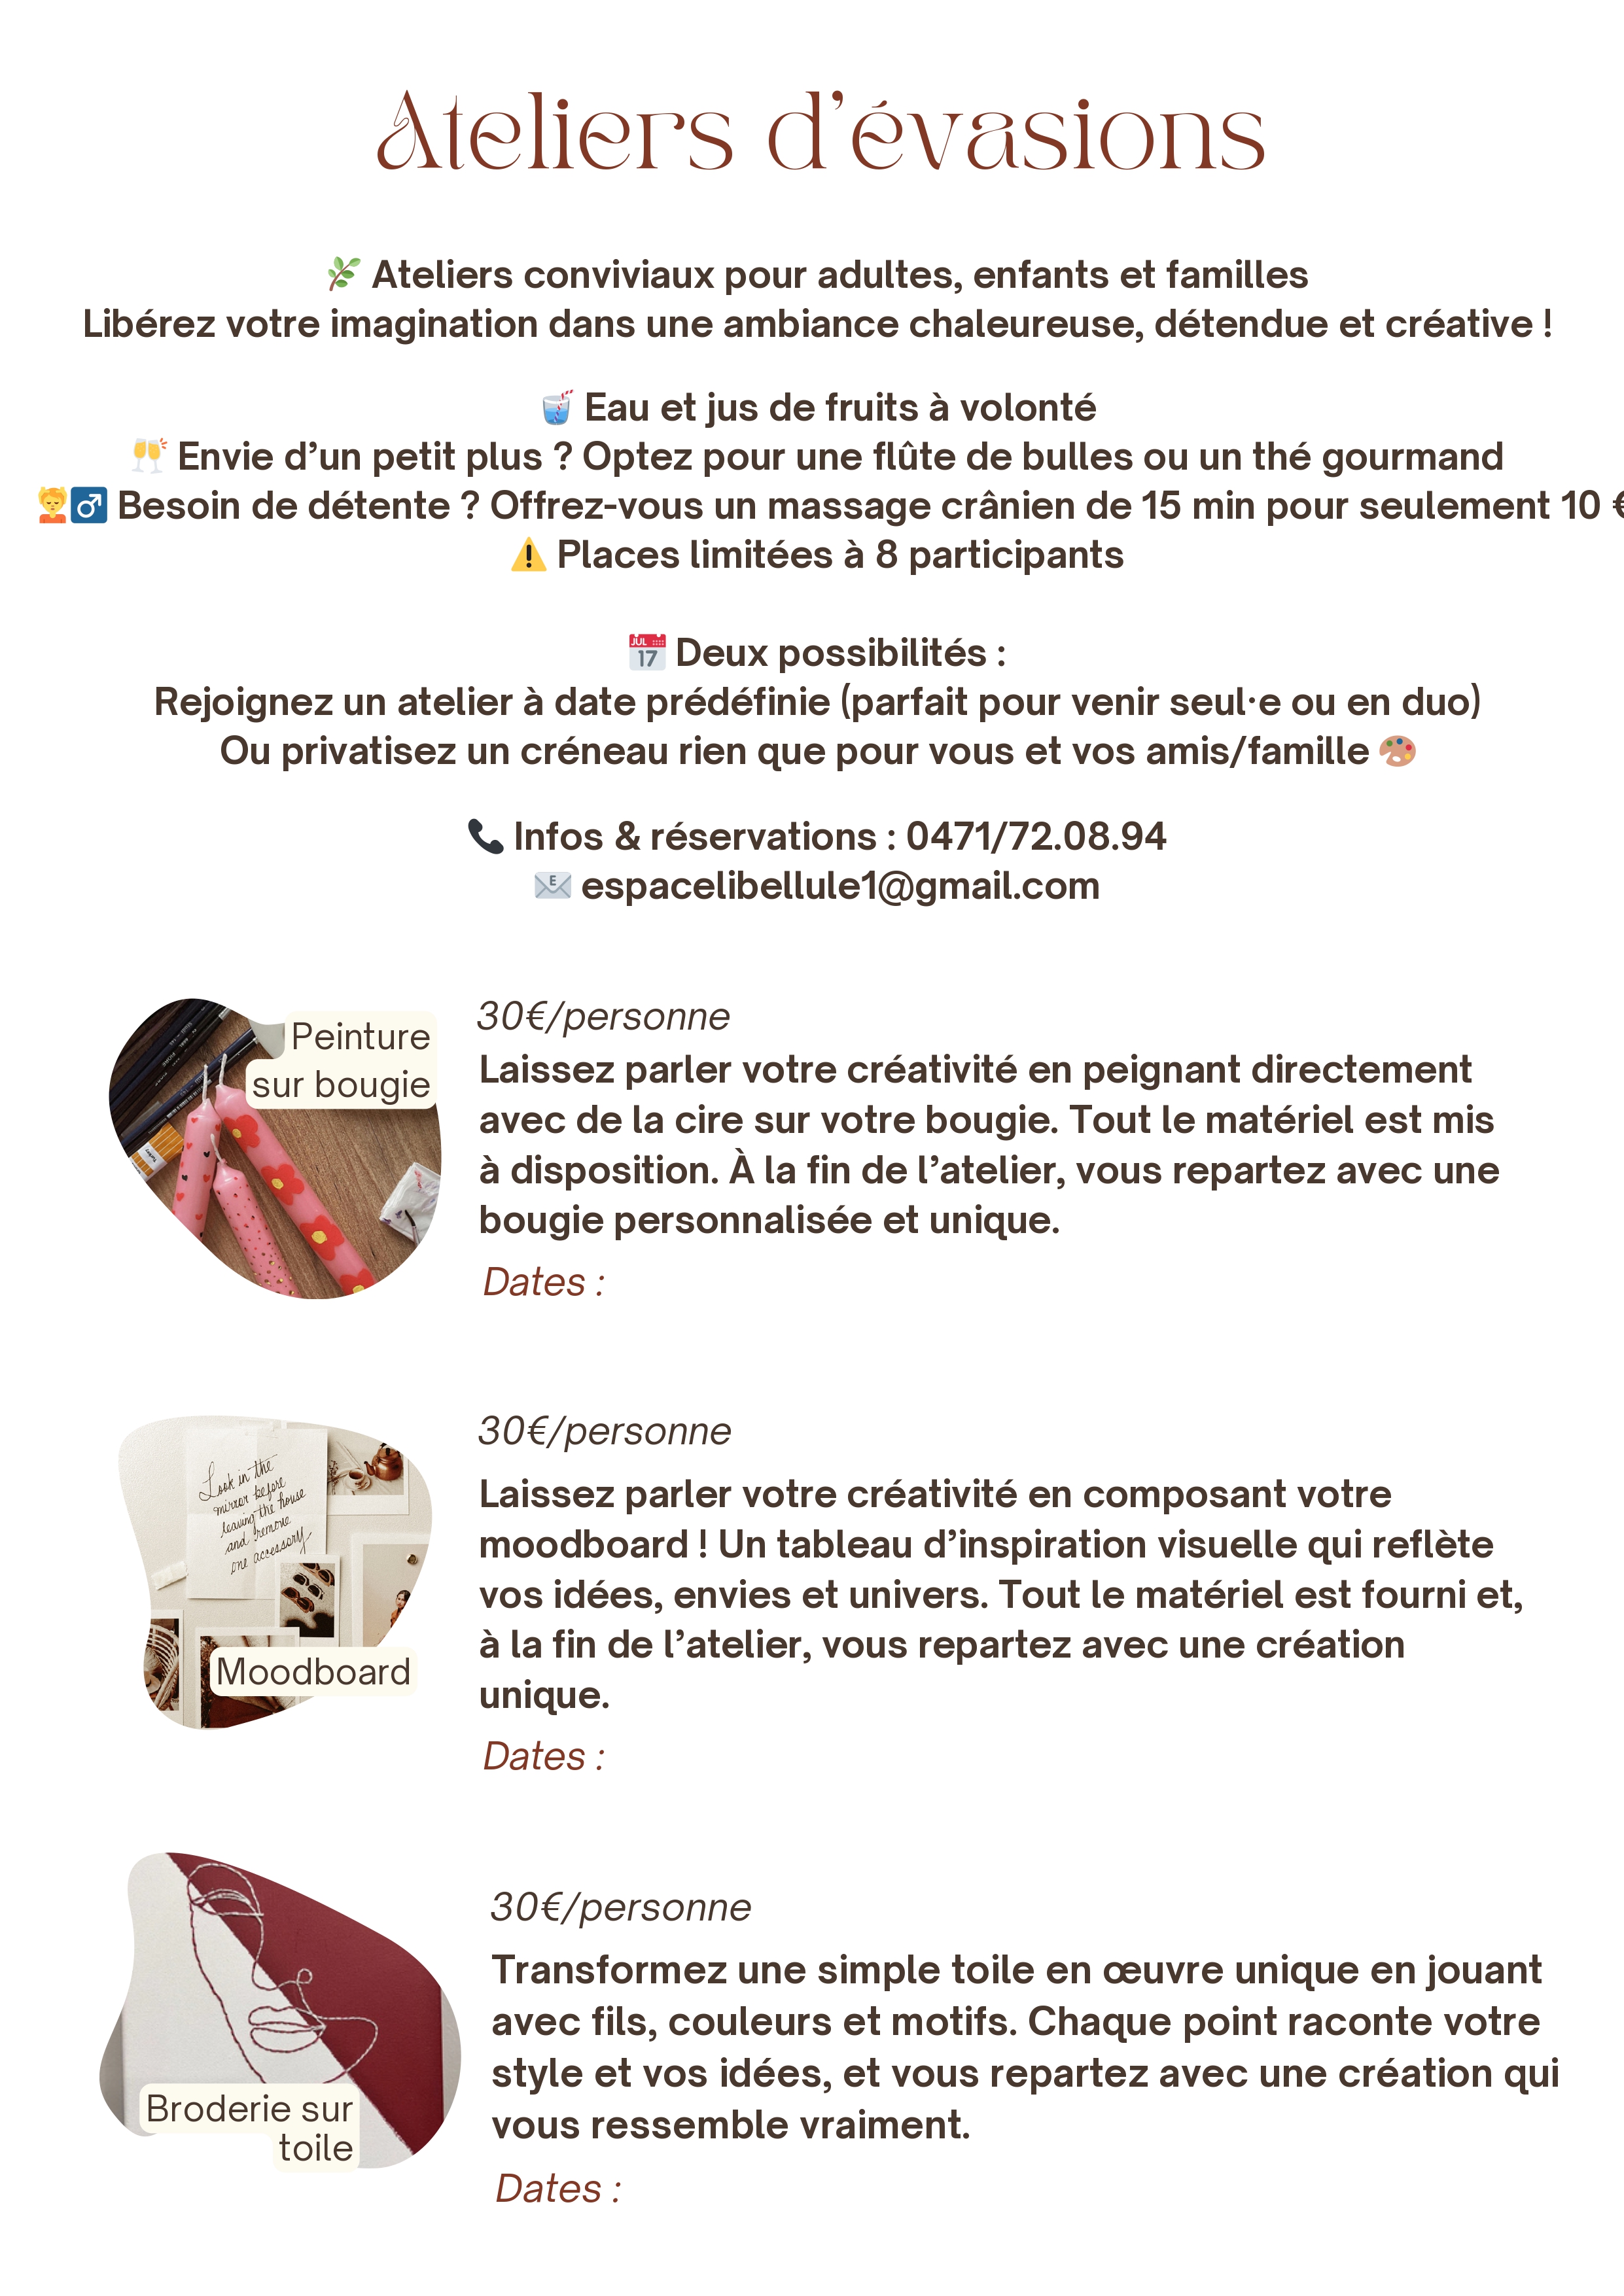 Ateliers d’évasions
🌿 Ateliers conviviaux pour adultes, enfants et familles
Libérez votre imagination dans une ambiance chaleureuse, détendue et créative !
🥤 Eau et jus de fruits à volonté
🥂 Envie d’un petit plus ? Optez pour une flûte de bulles ou un thé gourmand
💆♂️ Besoin de détente ? Offrez-vous un massage crânien de 15 min pour seulement 10 €
⚠️ Places limitées à 8 participants
📅 Deux possibilités :
Rejoignez un atelier à date prédéfinie (parfait pour venir seul·e ou en duo)
Ou privatisez un créneau rien que pour vous et vos amis/famille 🎨
📞 Infos & réservations : 0471/72.08.94
📧 espacelibellule1@gmail.com
Peinture
sur bougie
30€/personne
Laissez parler votre créativité en peignant directement
avec de la cire sur votre bougie. Tout le matériel est mis
à disposition. À la fin de l’atelier, vous repartez avec une
bougie personnalisée et unique.
Dates :
Look in the
mirror before
leaving the house
and remove
one accessory
Moodboard
30€/personne
Laissez parler votre créativité en composant votre
moodboard ! Un tableau d’inspiration visuelle qui reflète
vos idées, envies et univers. Tout le matériel est fourni et,
à la fin de l’atelier, vous repartez avec une création
unique.
Dates :
Broderie sur
toile
30€/personne
Transformez une simple toile en œuvre unique en jouant
avec fils, couleurs et motifs. Chaque point raconte votre
style et vos idées, et vous repartez avec une création qui
vous ressemble vraiment.
Dates :